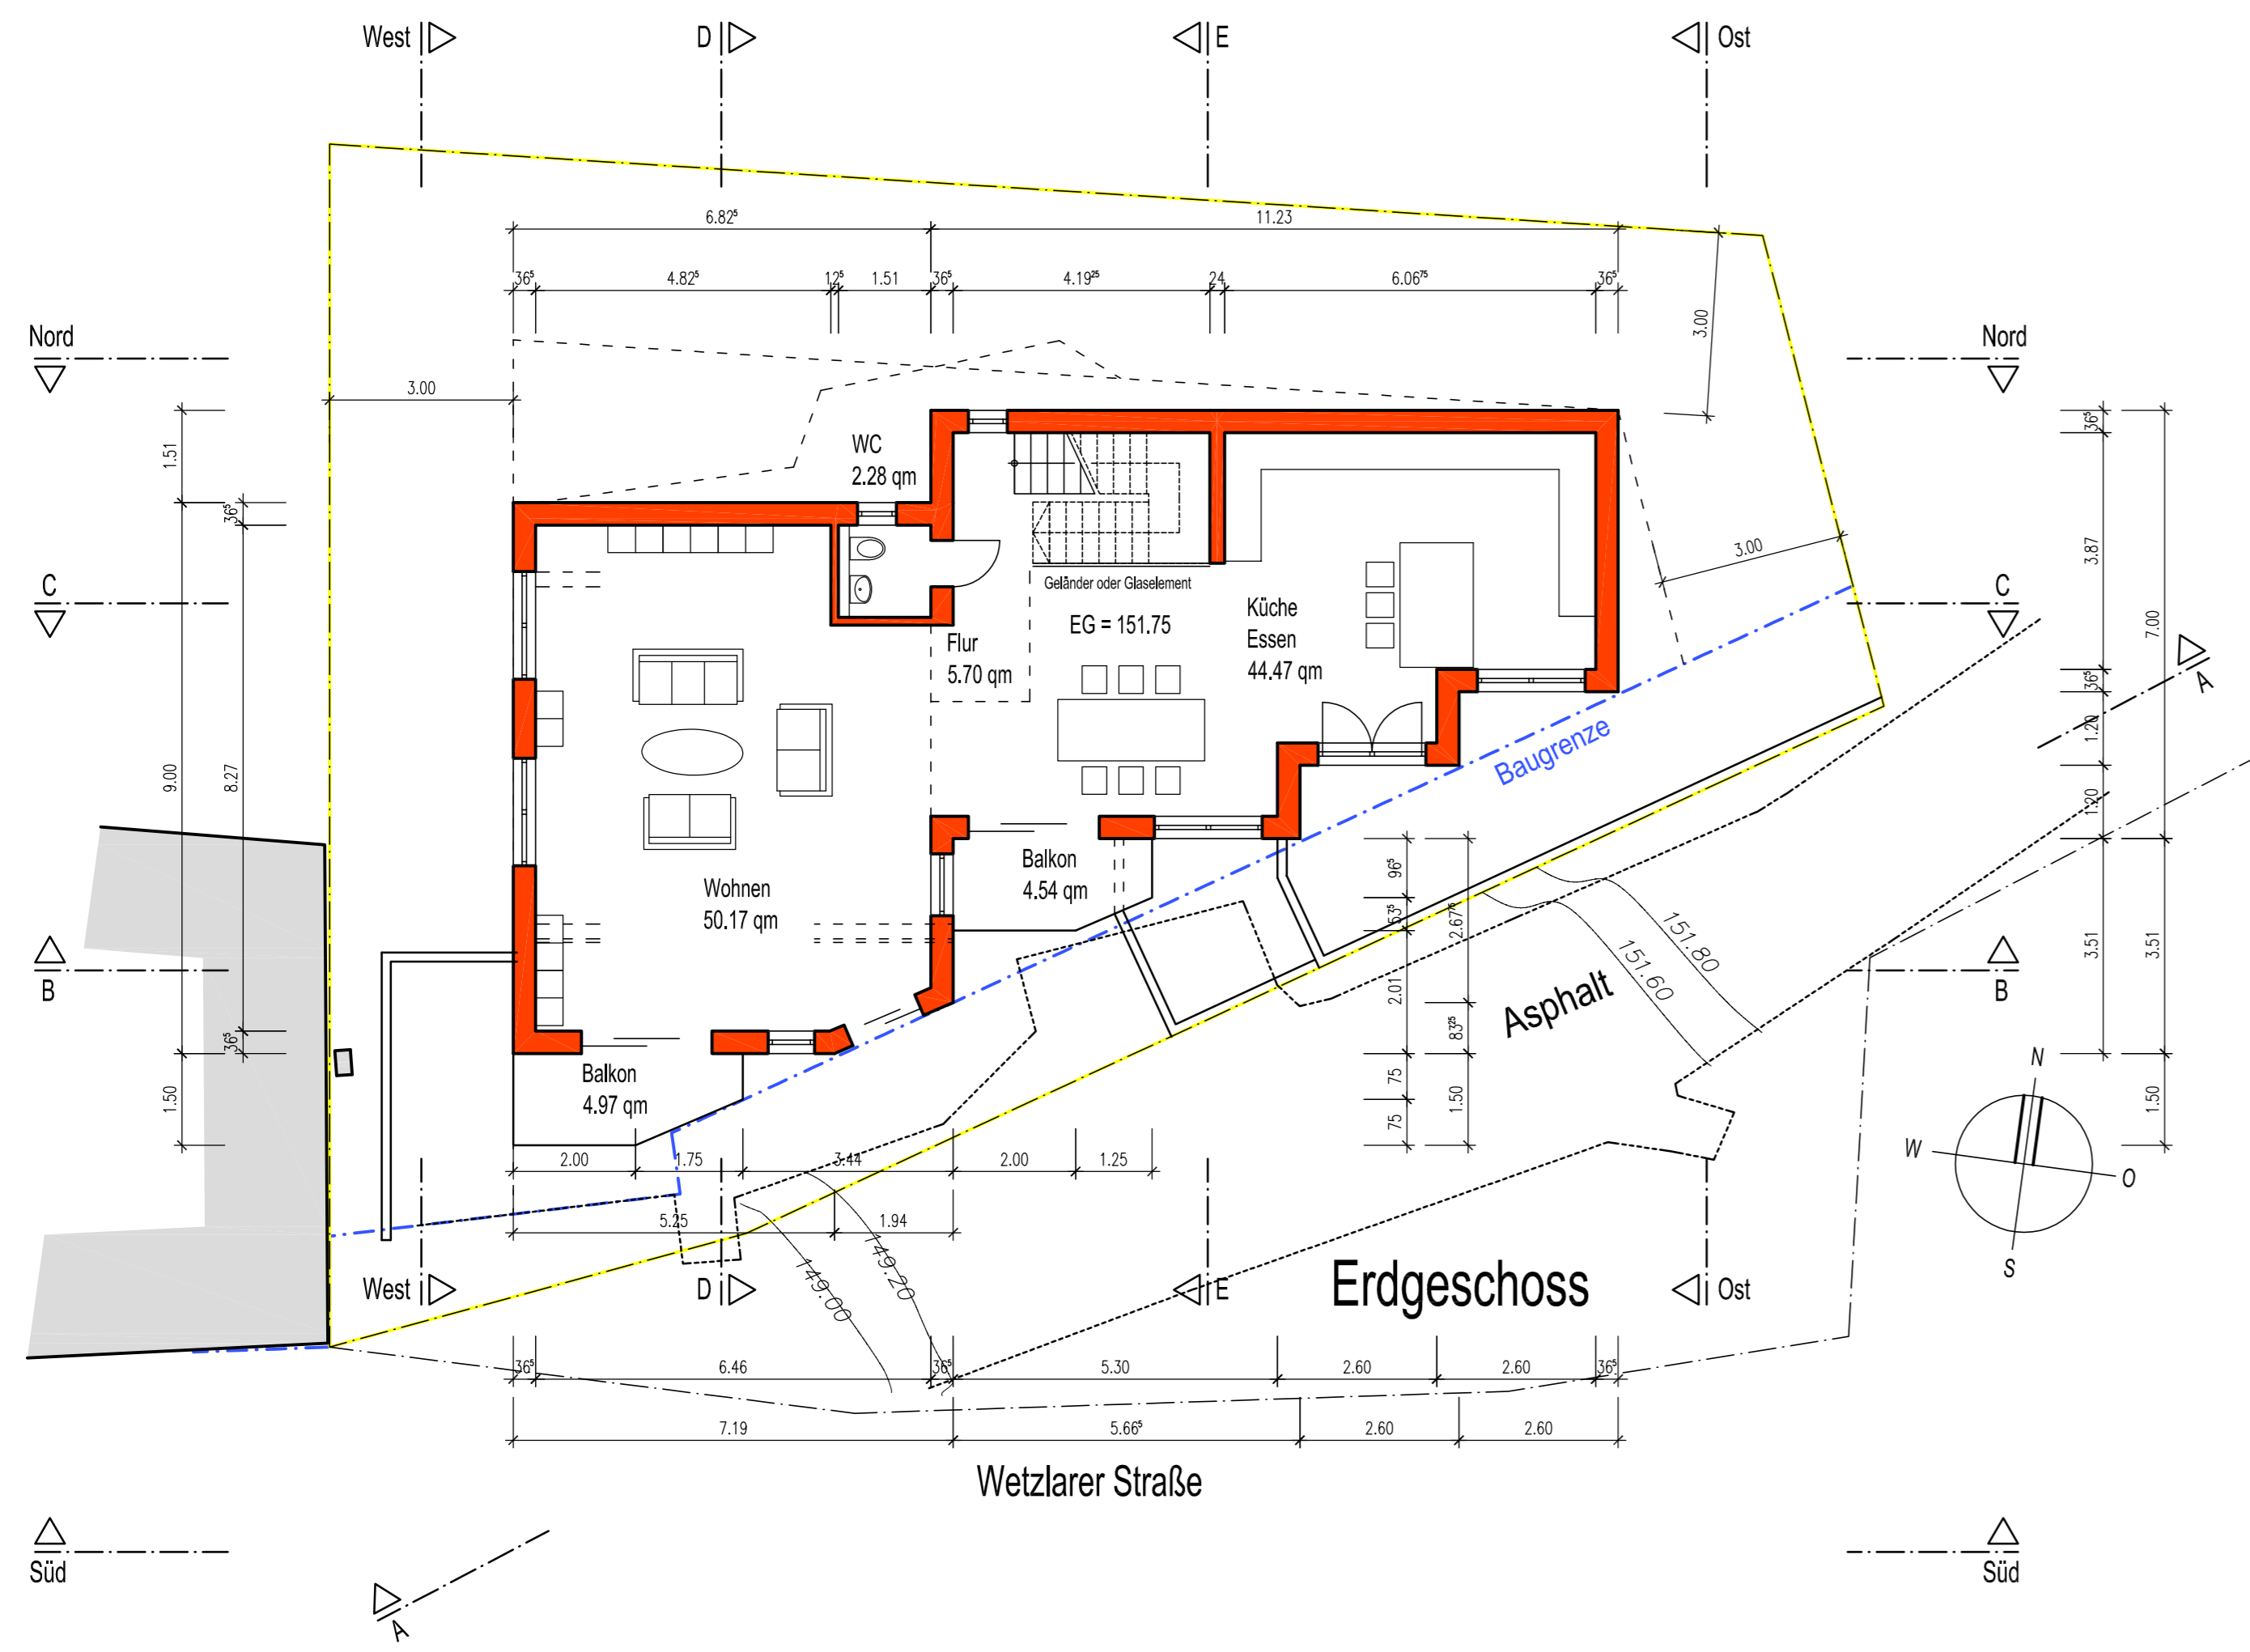 West
D
E
Ost
6.82⁵
11.23
36⁵
4.82⁵
12⁵
1.51
36⁵
4.19²⁵
24
6.06⁷⁵
36⁵
3.00
Nord
Nord
3.00
1.51
36⁵
36⁵
WC
2.28 qm
3.87
3.00
C
C
Geländer oder Glaselement
EG = 151.75
Küche
Essen
44.47 qm
Flur
5.70 qm
7.00
A
36⁵
1.20
Baugrenze
9.00
8.27
1.20
Balkon
4.54 qm
Wohnen
50.17 qm
96⁵
53⁵
2.67⁷⁵
151.80
151.60
Asphalt
3.51
3.51
B
B
2.01
36⁵
83²⁵
75
75
1.50
1.50
1.50
Balkon
4.97 qm
N
W
O
S
2.00
1.75
3.44
2.00
1.25
5.25
1.94
149.20
149.00
West
D
E
Ost
Erdgeschoss
36⁵
6.46
36⁵
5.30
2.60
2.60
36⁵
7.19
5.66⁵
2.60
2.60
Wetzlarer Straße
Süd
Süd
A